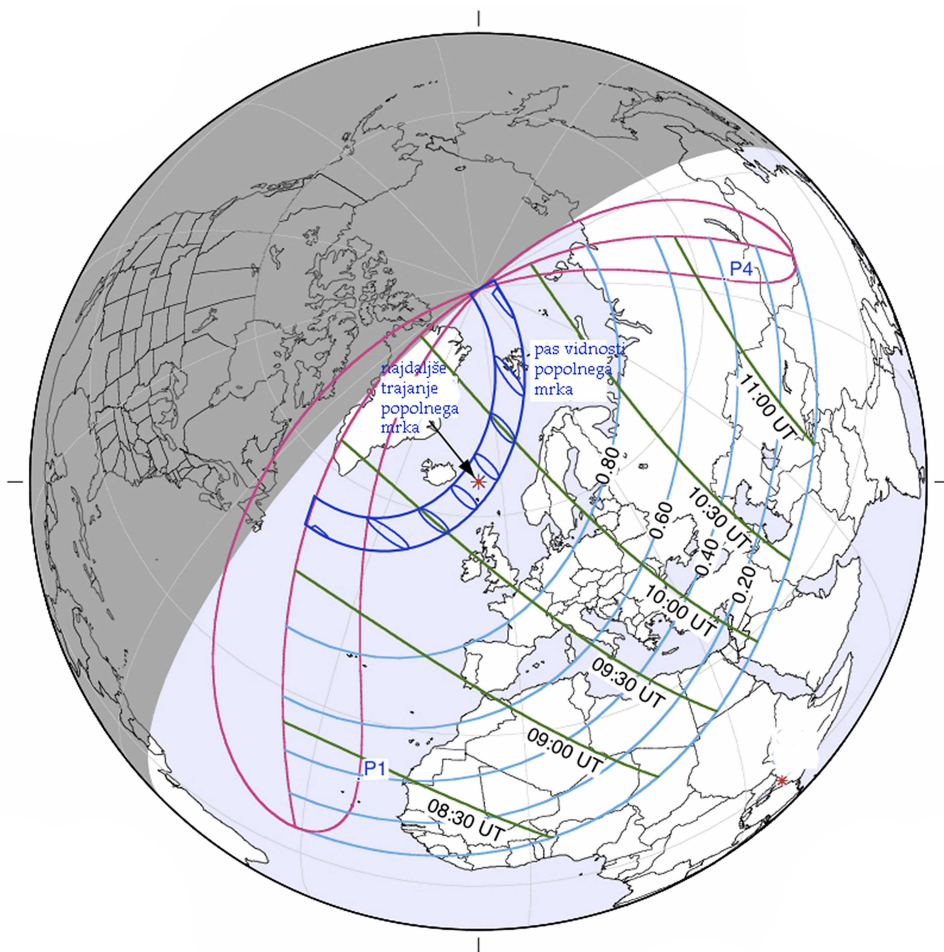 P4
pas vidnosti
popolnega
mrka
najdaljše
trajanje
popolnega
mrka
11:00 UT
0.80
10:30 UT
0.60
0.40
0.20
10:00 UT
09:30 UT
09:00 UT
P1
08:30 UT